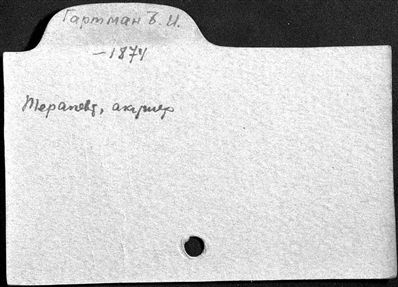 Гартман В. И.
–1874
Терапевт, акушер